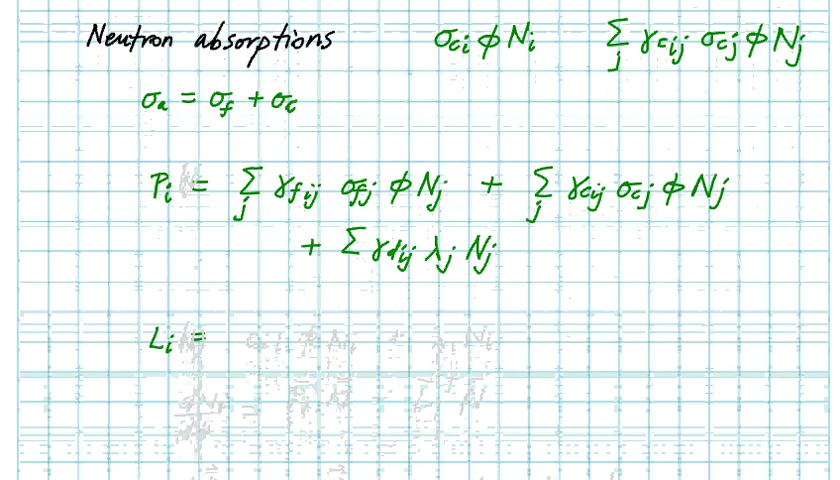 Neutron absorptions σci ϕ Ni ∑j γcij σcj ϕ Nj
σa = σf + σc
Pi = ∑j γfij σfj ϕ Nj + ∑j γcij σcj ϕ Nj
+ ∑ γdij λj Nj
Li =